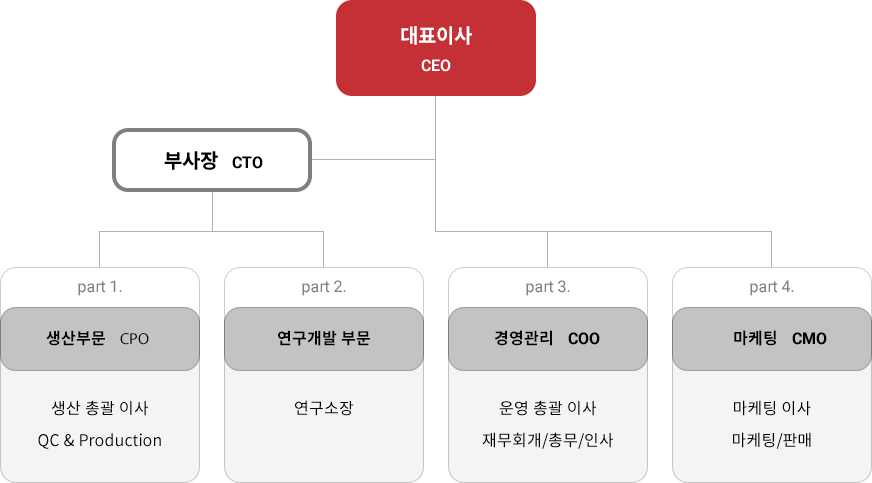 대표이사
CEO
부사장 CTO
part 1.
생산부문 CPO
생산 총괄 이사
QC & Production
part 2.
연구개발 부문
연구소장
part 3.
경영관리 COO
운영 총괄 이사
재무회개/총무/인사
part 4.
마케팅 CMO
마케팅 이사
마케팅/판매